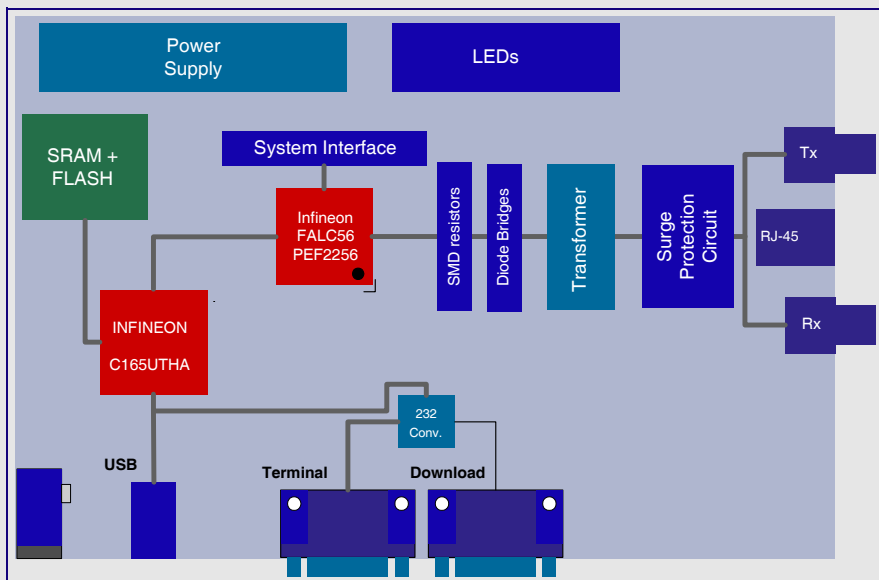 Power
Supply
LEDs
SRAM +
FLASH
System Interface
Infineon
FALC56
PEF2256
SMD resistors
Diode Bridges
Transformer
Surge
Protection
Circuit
Tx
RJ-45
Rx
INFINEON
C165UTHA
232
Conv.
USB
Terminal
Download